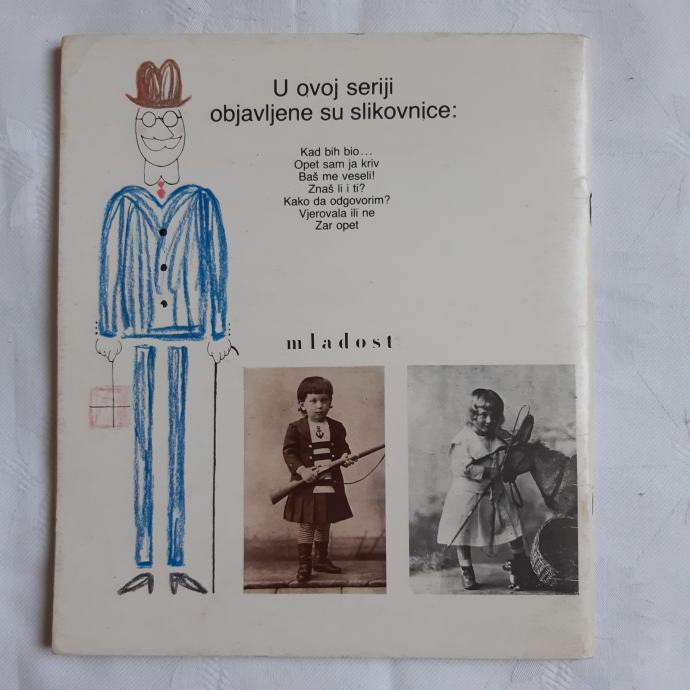 U ovoj seriji
objavljene su slikovnice:
Kad bih bio...
Opet sam ja kriv
Baš me veseli!
Znaš li i ti?
Kako da odgovorim?
Vjerovala ili ne
Zar opet
mladost